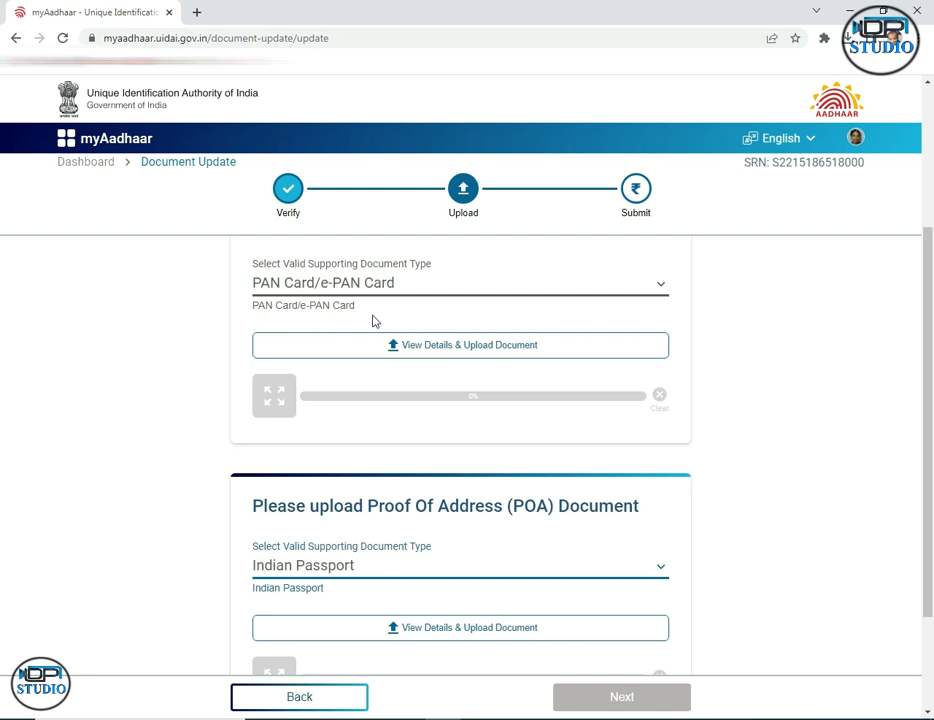 myAadhaar - Unique Identificatio
myaadhaar.uidai.gov.in/document-update/update
NDPI
STUDIO
Unique Identification Authority of India
Government of India
AADHAAR
myAadhaar
English
Dashboard > Document Update
SRN: S2215186518000
Verify
Upload
Submit
Select Valid Supporting Document Type
PAN Card/e-PAN Card
PAN Card/e-PAN Card
View Details & Upload Document
0%
Clear
Please upload Proof Of Address (POA) Document
Select Valid Supporting Document Type
Indian Passport
Indian Passport
View Details & Upload Document
NDPI
STUDIO
Back
Next